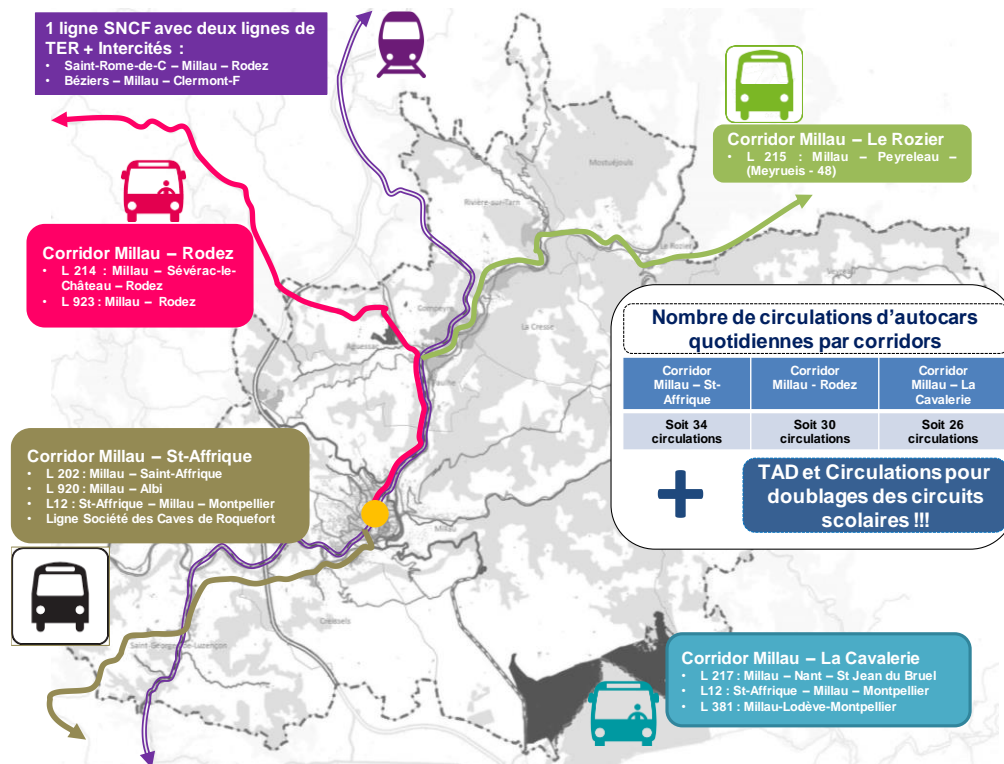 1 ligne SNCF avec deux lignes de
TER + Intercités :
• Saint-Rome-de-C – Millau – Rodez
• Béziers – Millau – Clermont-F
Corridor Millau – Le Rozier
• L 215 : Millau – Peyreleau –
(Meyrueis - 48)
Mostuéjouls
Rivière-sur-Tarn
Le Rozier
Corridor Millau – Rodez
• L 214 : Millau – Sévérac-le-
Château – Rodez
• L 923 : Millau – Rodez
Compeyre
La Cresse
Aguessac
Nombre de circulations d'autocars
quotidiennes par corridors
Corridor
Millau – St-
Affrique
Corridor
Millau - Rodez
Corridor
Millau – La
Cavalerie
Soit 34
circulations
Soit 30
circulations
Soit 26
circulations
+
TAD et Circulations pour
doublages des circuits
scolaires !!!
Corridor Millau – St-Affrique
• L 202 : Millau – Saint-Affrique
• L 920 : Millau – Albi
• L12 : St-Affrique – Millau – Montpellier
• Ligne Société des Caves de Roquefort
Millau
Creissels
Saint-Georges-de-Luzençon
Corridor Millau – La Cavalerie
• L 217 : Millau – Nant – St Jean du Bruel
• L12 : St-Affrique – Millau – Montpellier
• L 381 : Millau-Lodève-Montpellier